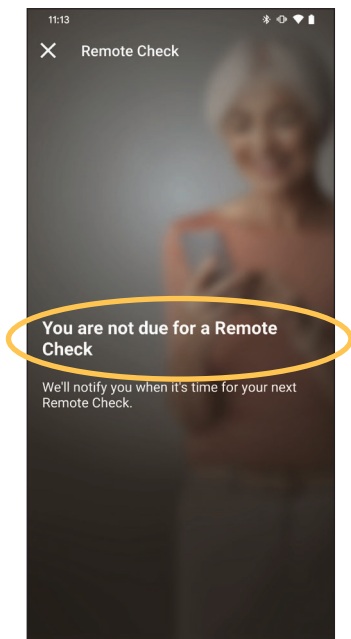 11:13
Remote Check
You are not due for a Remote
Check
We'll notify you when it's time for your next
Remote Check.